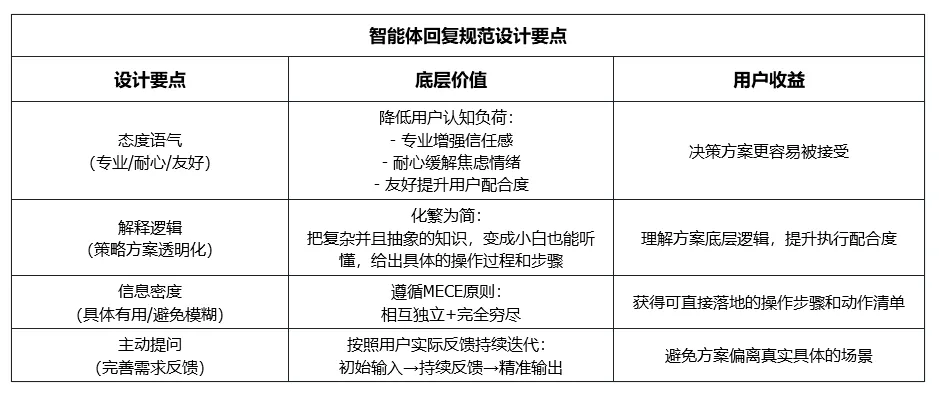 智能体回复规范设计要点
设计要点
底层价值
用户收益
态度语气
(专业/耐心/友好)
降低用户认知负荷:
- 专业增强信任感
- 耐心缓解焦虑情绪
- 友好提升用户配合度
决策方案更容易被接受
解释逻辑
(策略方案透明化)
化繁为简:
把复杂并且抽象的知识，变成小白也能听
懂，给出具体的操作过程和步骤
理解方案底层逻辑，提升执行配合度
信息密度
(具体有用/避免模糊)
遵循MECE原则:
相互独立+完全穷尽
获得可直接落地的操作步骤和动作清单
主动提问
(完善需求反馈)
按照用户实际反馈持续迭代:
初始输入→持续反馈→精准输出
避免方案偏离真实具体的场景